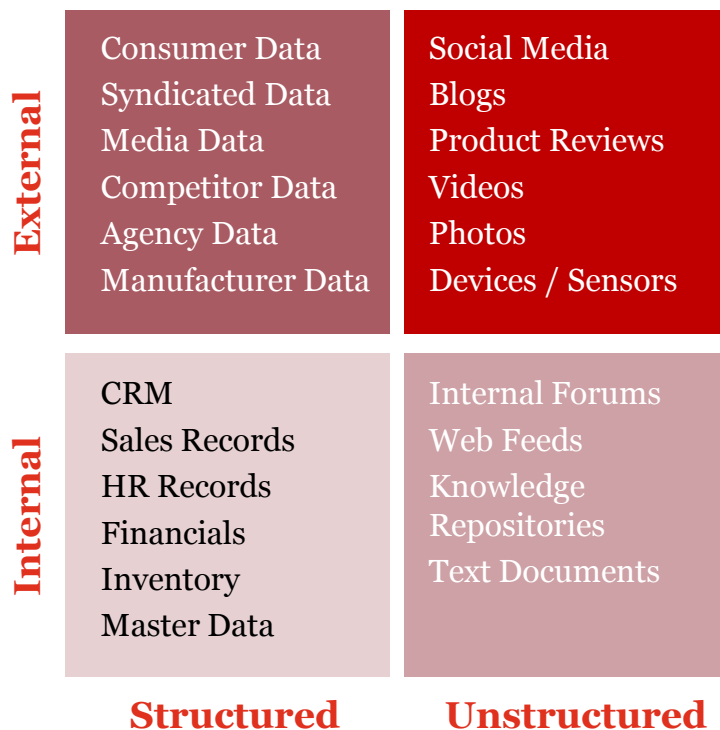 External
Consumer Data
Syndicated Data
Media Data
Competitor Data
Agency Data
Manufacturer Data
Social Media
Blogs
Product Reviews
Videos
Photos
Devices / Sensors
Internal
CRM
Sales Records
HR Records
Financials
Inventory
Master Data
Internal Forums
Web Feeds
Knowledge
Repositories
Text Documents
Structured
Unstructured